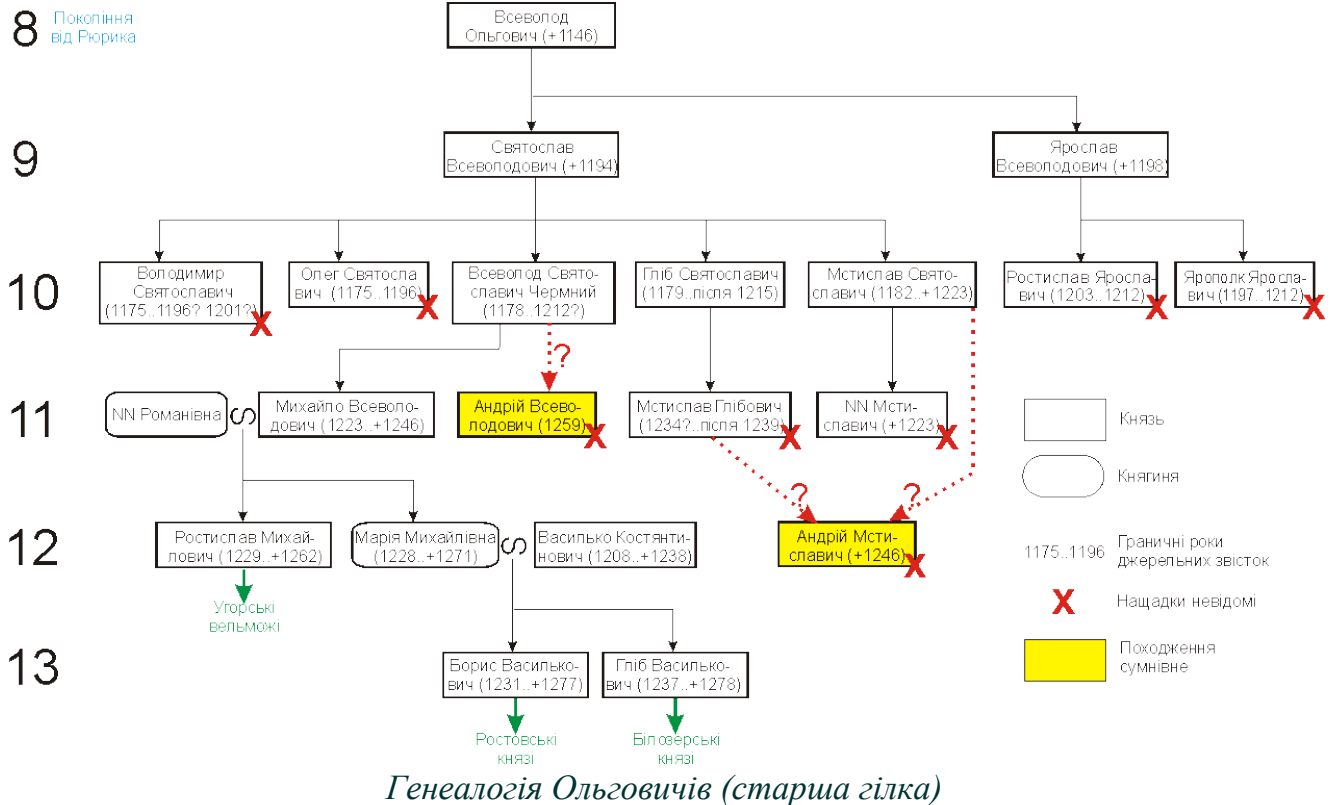 8
Покоління
від Рюрика
Всеволод
Ольгович (+1146)
9
Святослав
Всеволодович (+1194)
Ярослав
Всеволодович (+1198)
10
Володимир
Святославич
(1175..1196? 1201?)
X
Олег Святосла
вич (1175..1196)
X
Всеволод Свято-
славич Чермний
(1178..1212?)
Гліб Святославич
(1179..після 1215)
Мстислав Свято-
славич (1182..+1223)
Ростислав Яросла-
вич (1203..1212)
X
Ярополк Яросла-
вич (1197..1212)
X
?
11
NN Романівна
S
Михайло Всеволо-
дович (1223..+1246)
Андрій Всево-
лодович (1259)
X
Мстислав Глібович
(1234?..після 1239)
X
NN Мсти-
славич (+1223)
X
Князь
Княгиня
?
?
12
Ростислав Михай-
лович (1229..+1262)
Марія Михайлівна
(1228..+1271)
S
Василько Костянти-
нович (1208..+1238)
Андрій Мсти-
славич (+1246)
X
1175..1196
Граничні роки
джерельних звісток
X
Нащадки невідомі
Угорські
вельможі
13
Борис Василько-
вич (1231..+1277)
Гліб Василько-
вич (1237..+1278)
Походження
сумнівне
Ростовські
князі
Білозерські
князі
Генеалогія Ольговичів (старша гілка)